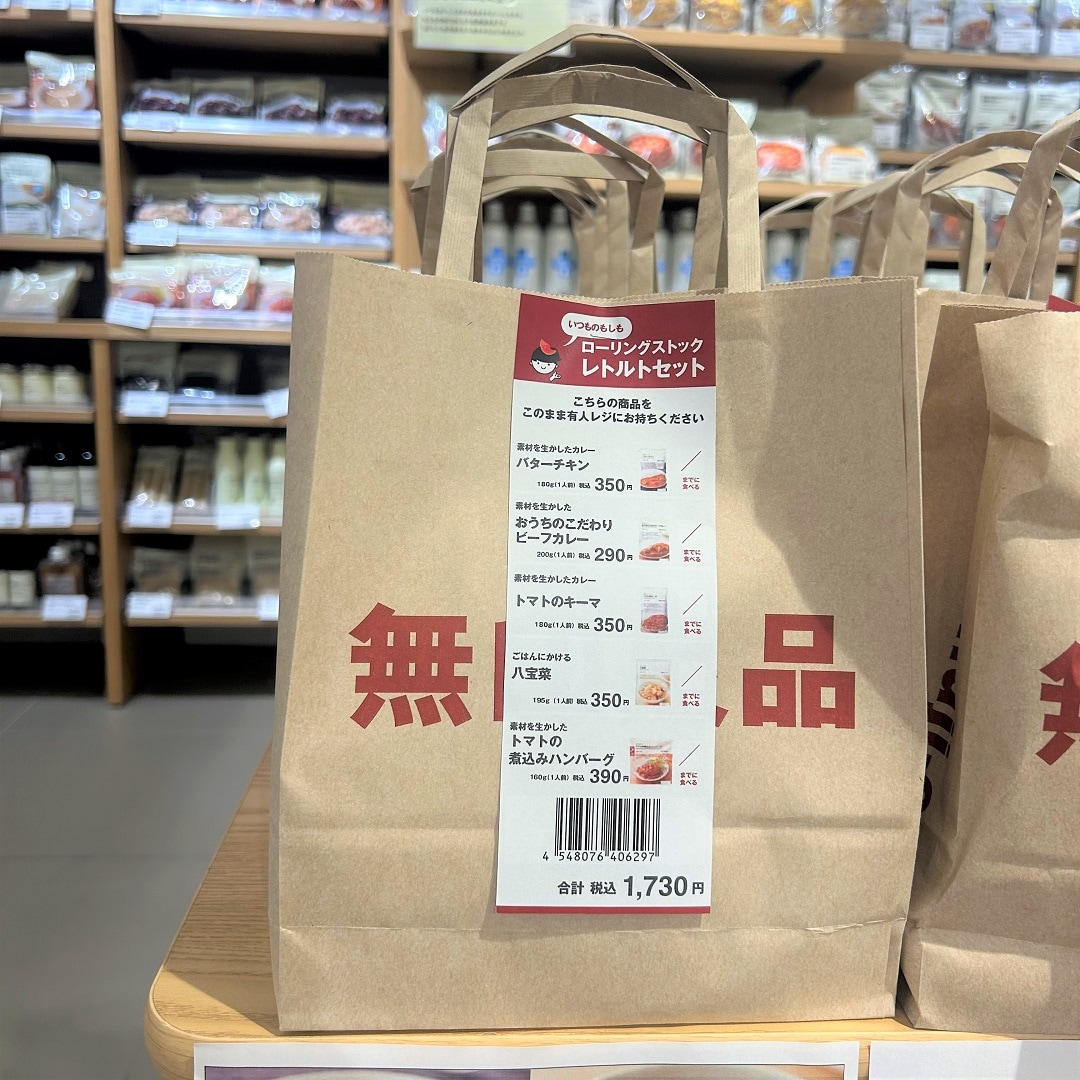 いつものもしも
ローリングストック
レトルトセット
こちらの商品を
このまま有人レジにお持ちください
素材を生かしたカレー
バターチキン
180g(1人前) 税込 350円
/
までに
食べる
素材を生かした
おうちのこだわり
ビーフカレー
200g(1人前) 税込 290円
/
までに
食べる
素材を生かしたカレー
トマトのキーマ
180g(1人前) 税込 350円
/
までに
食べる
ごはんにかける
八宝菜
195g (1人前) 税込 350円
/
までに
食べる
素材を生かした
トマトの
煮込みハンバーグ
160g(1人前) 税込 390円
/
までに
食べる
4 548076 406297
合計 税込 1,730円
無 品
無